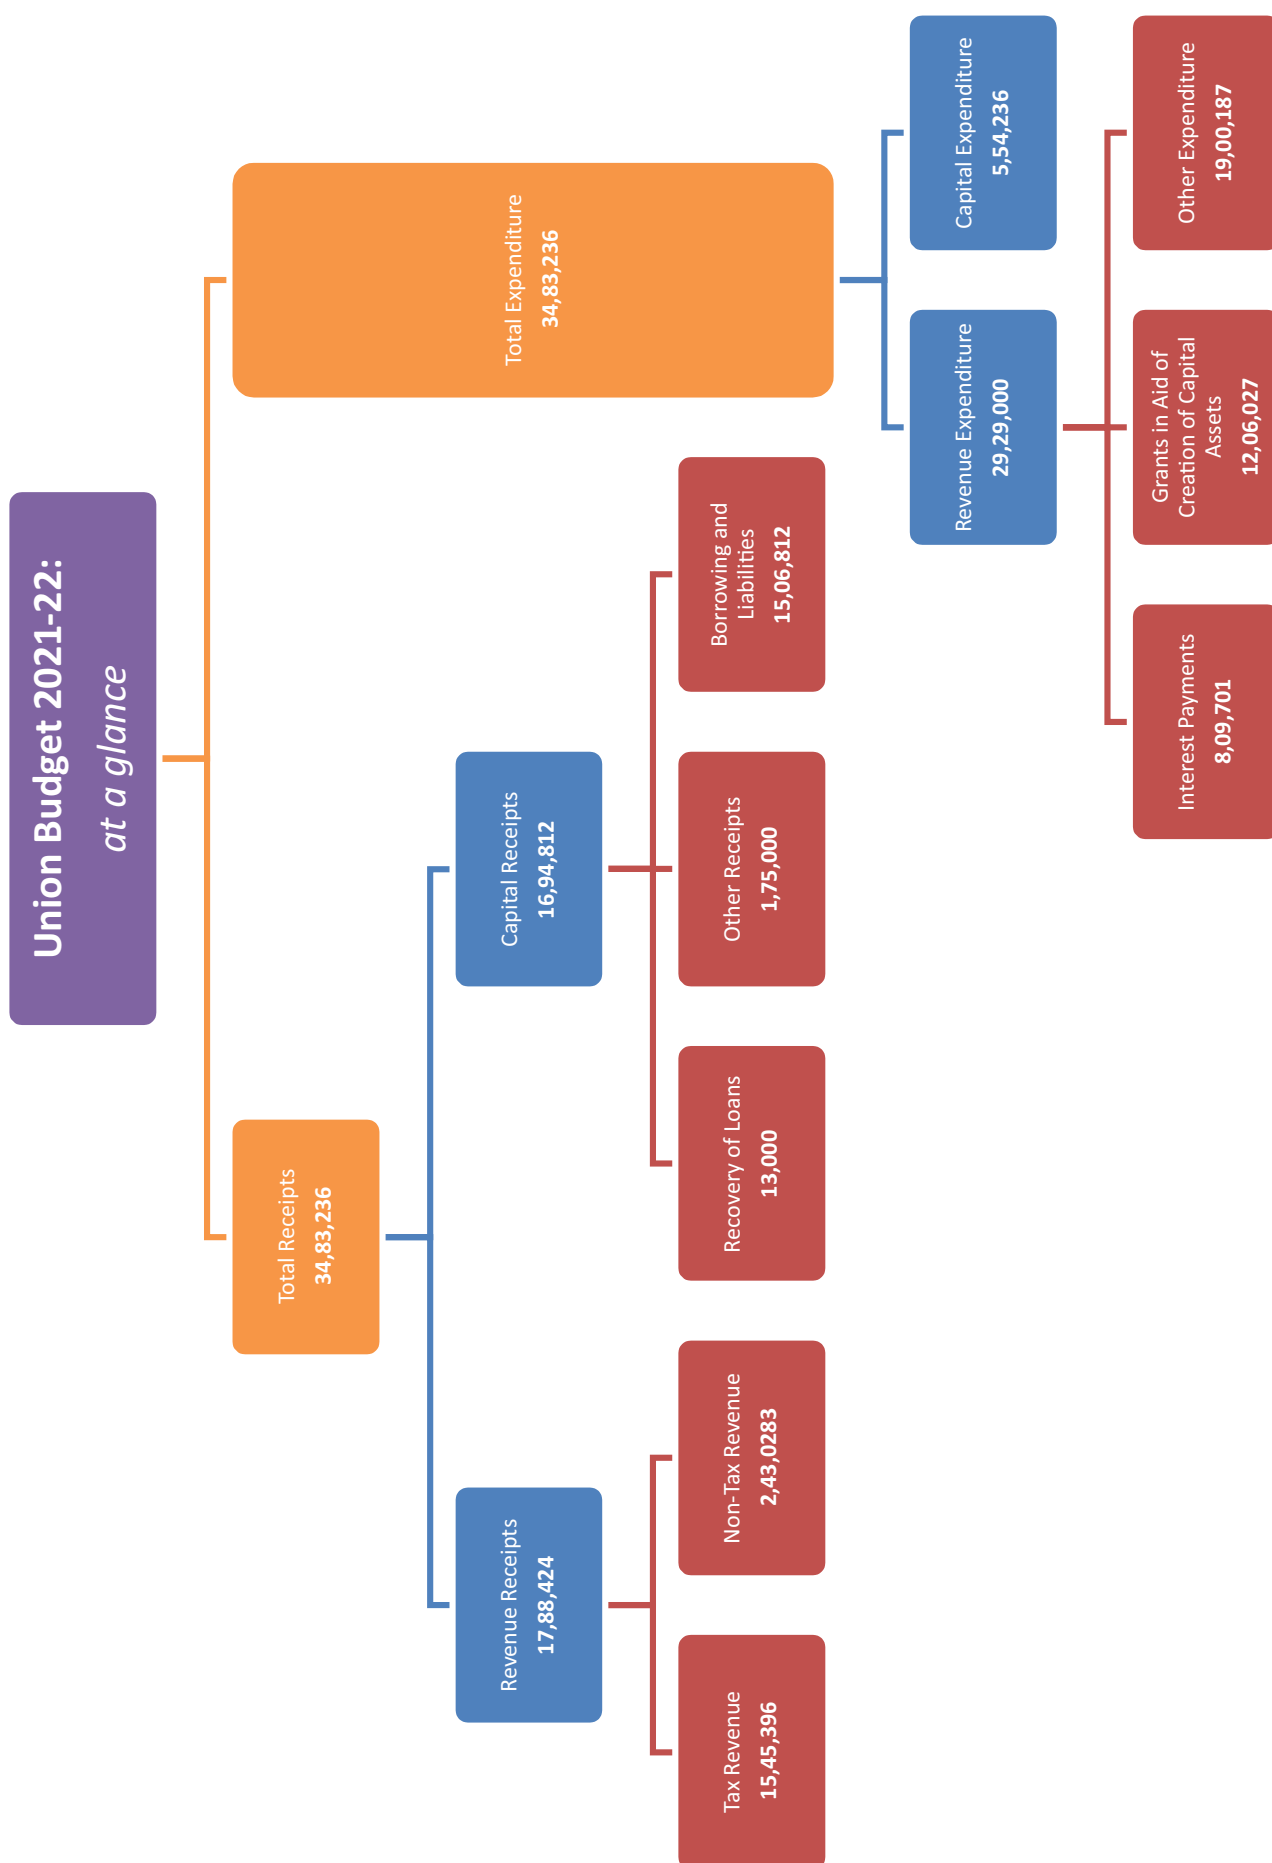 Union Budget 2021-22:
at a glance
Total Receipts
34,83,236
Total Expenditure
34,83,236
Revenue Receipts
17,88,424
Capital Receipts
16,94,812
Tax Revenue
15,45,396
Non-Tax Revenue
2,43,0283
Recovery of Loans
13,000
Other Receipts
1,75,000
Borrowing and
Liabilities
15,06,812
Revenue Expenditure
29,29,000
Capital Expenditure
5,54,236
Interest Payments
8,09,701
Grants in Aid of
Creation of Capital
Assets
12,06,027
Other Expenditure
19,00,187